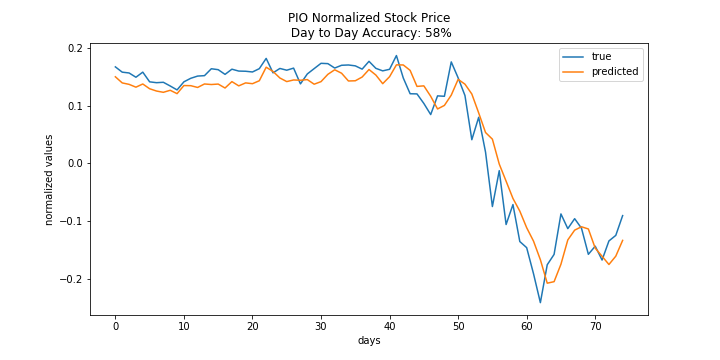 PIO Normalized Stock Price
Day to Day Accuracy: 58%
true
predicted
normalized values
0.2
0.1
0.0
−0.1
−0.2
0 10 20 30 40 50 60 70
days